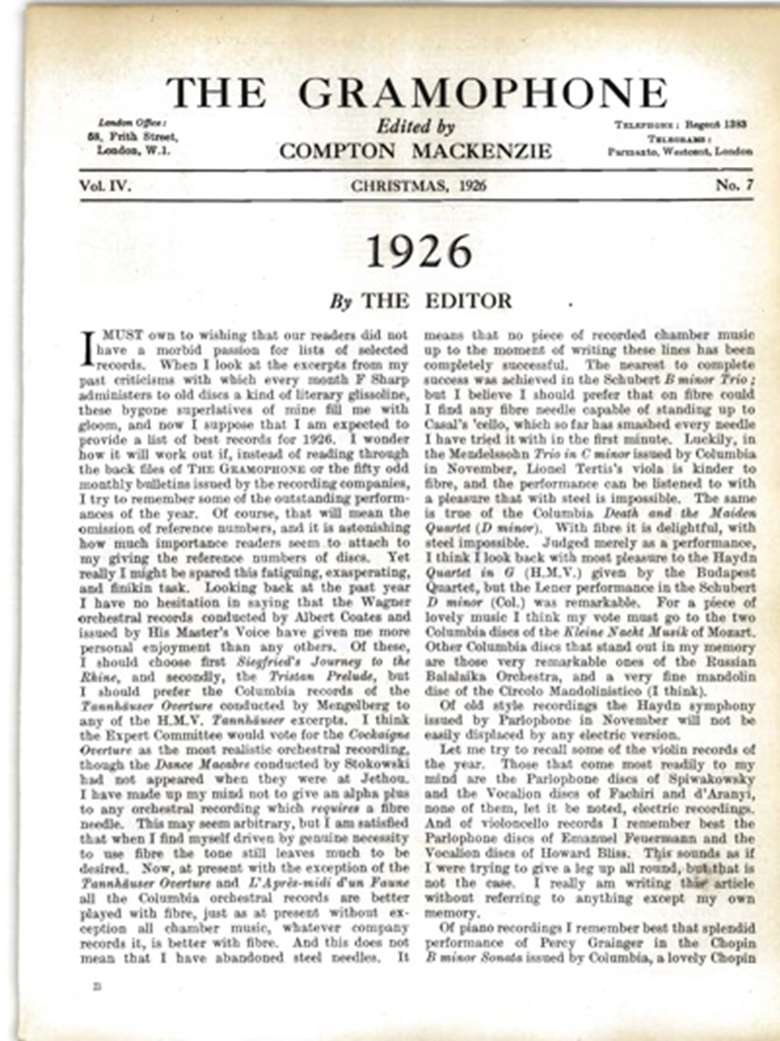 THE GRAMOPHONE
London Office:
58, Frith Street,
London, W.1.
Edited by
COMPTON MACKENZIE
TELEPHONE: Regent 1383
TELEGRAMS:
Parmaxto, Westcent, London
Vol. IV.
CHRISTMAS, 1926
No. 7
1926
By THE EDITOR
I MUST own to wishing that our readers did not
have a morbid passion for lists of selected
records. When I look at the excerpts from my
past criticisms with which every month F Sharp
administers to old discs a kind of literary glissoline,
these bygone superlatives of mine fill me with
gloom, and now I suppose that I am expected to
provide a list of best records for 1926. I wonder
how it will work out if, instead of reading through
the back files of THE GRAMOPHONE or the fifty odd
monthly bulletins issued by the recording companies,
I try to remember some of the outstanding perform-
ances of the year. Of course, that will mean the
omission of reference numbers, and it is astonishing
how much importance readers seem to attach to
my giving the reference numbers of discs. Yet
really I might be spared this fatiguing, exasperating,
and finikin task. Looking back at the past year
I have no hesitation in saying that the Wagner
orchestral records conducted by Albert Coates and
issued by His Master's Voice have given me more
personal enjoyment than any others. Of these,
I should choose first Siegfried's Journey to the
Rhine, and secondly, the Tristan Prelude, but
I should prefer the Columbia records of the
Tannhäuser Overture conducted by Mengelberg to
any of the H.M.V. Tannhäuser excerpts. I think
the Expert Committee would vote for the Cockaigne
Overture as the most realistic orchestral recording,
though the Dance Macabre conducted by Stokowski
had not appeared when they were at Jethou.
I have made up my mind not to give an alpha plus
to any orchestral recording which requires a fibre
needle. This may seem arbitrary, but I am satisfied
that when I find myself driven by genuine necessity
to use fibre the tone still leaves much to be
desired. Now, at present with the exception of the
Tannhäuser Overture and L'Après-midi d'un Faune
all the Columbia orchestral records are better
played with fibre, just as at present without ex-
ception all chamber music, whatever company
records it, is better with fibre. And this does not
mean that I have abandoned steel needles. It
means that no piece of recorded chamber music
up to the moment of writing these lines has been
completely successful. The nearest to complete
success was achieved in the Schubert B minor Trio;
but I believe I should prefer that on fibre could
I find any fibre needle capable of standing up to
Casal's 'cello, which so far has smashed every needle
I have tried it with in the first minute. Luckily, in
the Mendelssohn Trio in C minor issued by Columbia
in November, Lionel Tertis's viola is kinder to
fibre, and the performance can be listened to with
a pleasure that with steel is impossible. The same
is true of the Columbia Death and the Maiden
Quartet (D minor). With fibre it is delightful, with
steel impossible. Judged merely as a performance,
I think I look back with most pleasure to the Haydn
Quartet in G (H.M.V.) given by the Budapest
Quartet, but the Lener performance in the Schubert
D minor (Col.) was remarkable. For a piece of
lovely music I think my vote must go to the two
Columbia discs of the Kleine Nacht Musik of Mozart.
Other Columbia discs that stand out in my memory
are those very remarkable ones of the Russian
Balalaika Orchestra, and a very fine mandolin
disc of the Circolo Mandolinistico (I think).
Of old style recordings the Haydn symphony
issued by Parlophone in November will not be
easily displaced by any electric version.
Let me try to recall some of the violin records of
the year. Those that come most readily to my
mind are the Parlophone discs of Spiwakowsky
and the Vocalion discs of Fachiri and d'Aranyi,
none of them, let it be noted, electric recordings.
And of violoncello records I remember best the
Parlophone discs of Emanuel Feuermann and the
Vocalion discs of Howard Bliss. This sounds as if
I were trying to give a leg up all round, but that is
not the case. I really am writing this article
without referring to anything except my own
memory.
Of piano recordings I remember best that splendid
performance of Percy Grainger in the Chopin
B minor Sonata issued by Columbia, a lovely Chopin